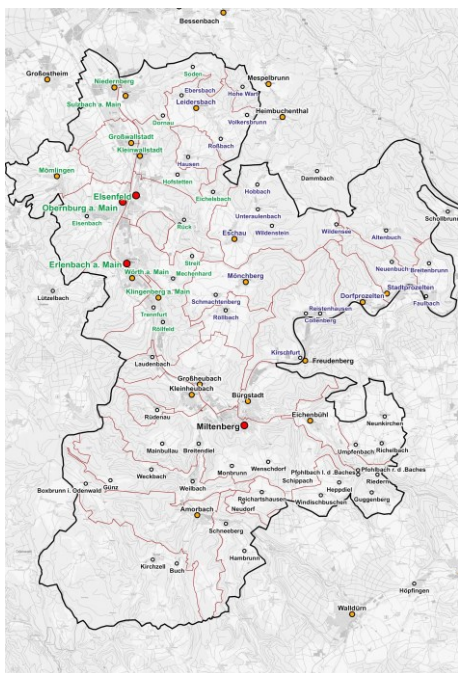 Bessenbach
Großostheim
Soden
Niedernberg
Mespelbrunn
Ebersbach
Hohe Wart
Sulzbach a. Main
Leidersbach
Heimbuchenthal
Dornau
Volkersbrunn
Großwallstadt
Roßbach
Kleinwallstadt
Hausen
Mömlingen
Dammbach
Hofstetten
Hobbach
Elsenfeld
Eichelsbach
Obernburg a. Main
Eisenbach
Unteraulenbach
Schollbrunn
Rück
Wildenstein
Wildensee
Altenbuch
Eschau
Streit
Erlenbach a. Main
Neuenbuch
Breitenbrunn
Wörth a. Main
Mechenhard
Mönchberg
Stadtprozelten
Lützelbach
Klingenberg a. Main
Schmachtenberg
Dorfprozelten
Faulbach
Trennfurt
Röllbach
Reistenhausen
Röllfeld
Collenberg
Kirschfurt
Laudenbach
Freudenberg
Großheubach
Kleinheubach
Bürgstadt
Rüdenau
Eichenbühl
Neunkirchen
Miltenberg
Mainbullau
Breitendiel
Umpfenbach
Richelbach
Wenschdorf
Weckbach
Monbrunn
Pfohlbach l. d .Baches
Pfohlbach r. d .Baches
Boxbrunn i. Odenwald
Gönz
Weilbach
Schippach
Riedern
Reichartshausen
Heppdiel
Windischbuchen
Guggenberg
Amorbach
Neudorf
Schneeberg
Hambrunn
Kirchzell
Buch
Höpfingen
Walldürn